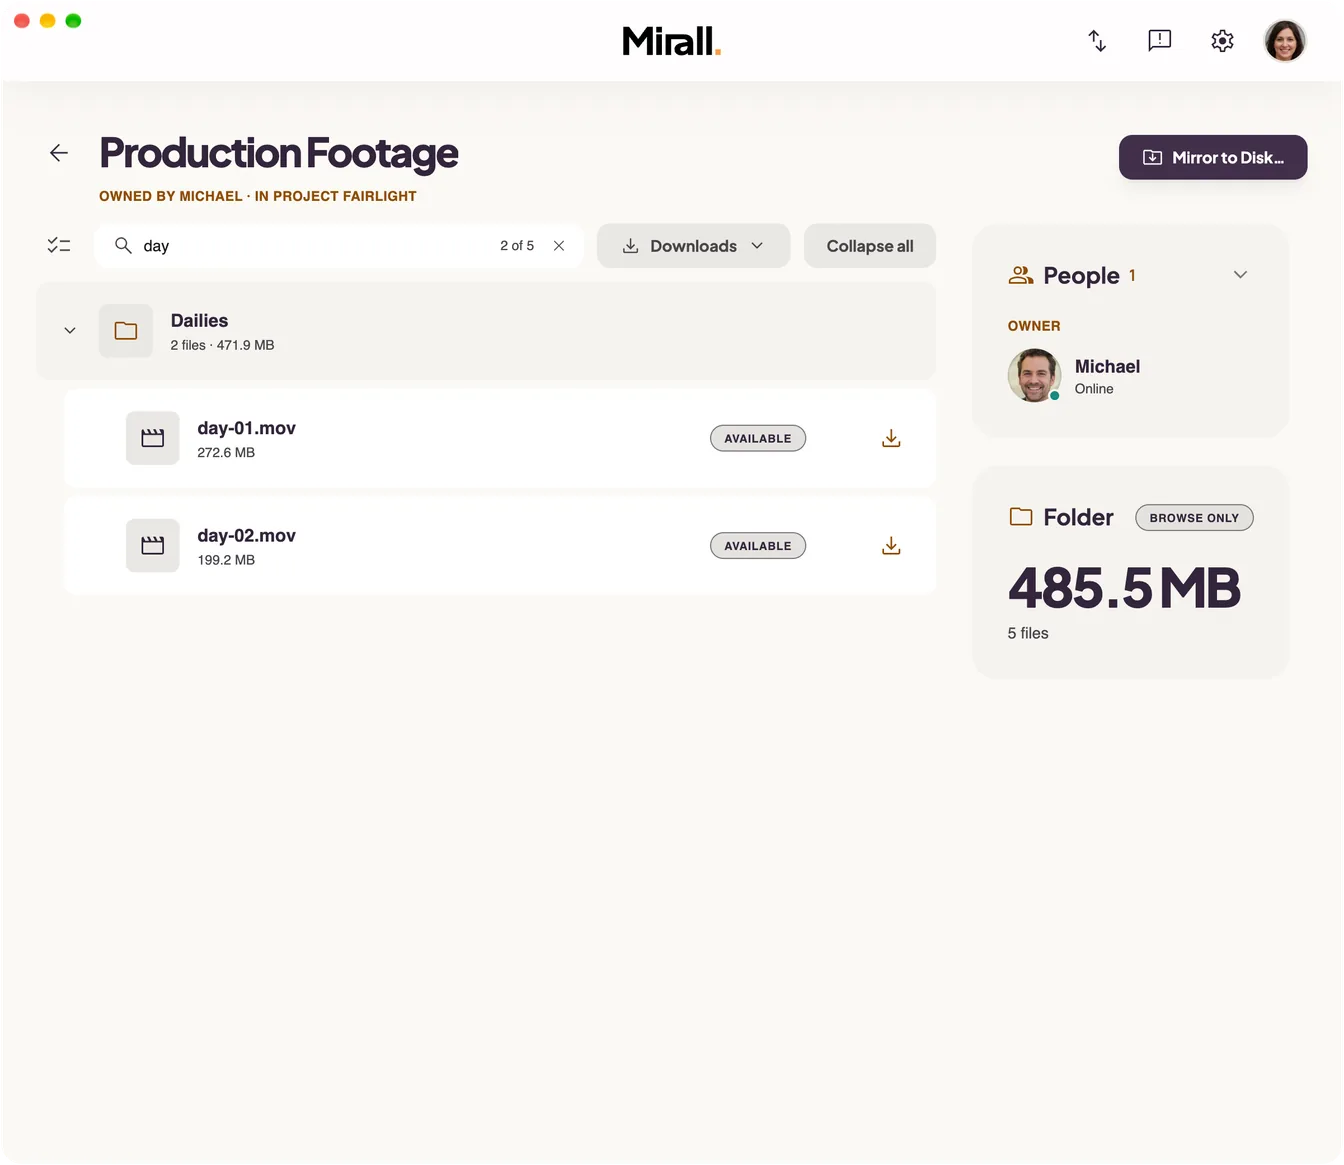 Mirall.
Production Footage
Mirror to Disk...
OWNED BY MICHAEL · IN PROJECT FAIRLIGHT
day
2 of 5
Downloads
Collapse all
Dailies
2 files · 471.9 MB
day-01.mov
272.6 MB
AVAILABLE
day-02.mov
199.2 MB
AVAILABLE
People 1
OWNER
Michael
Online
Folder
BROWSE ONLY
485.5 MB
5 files